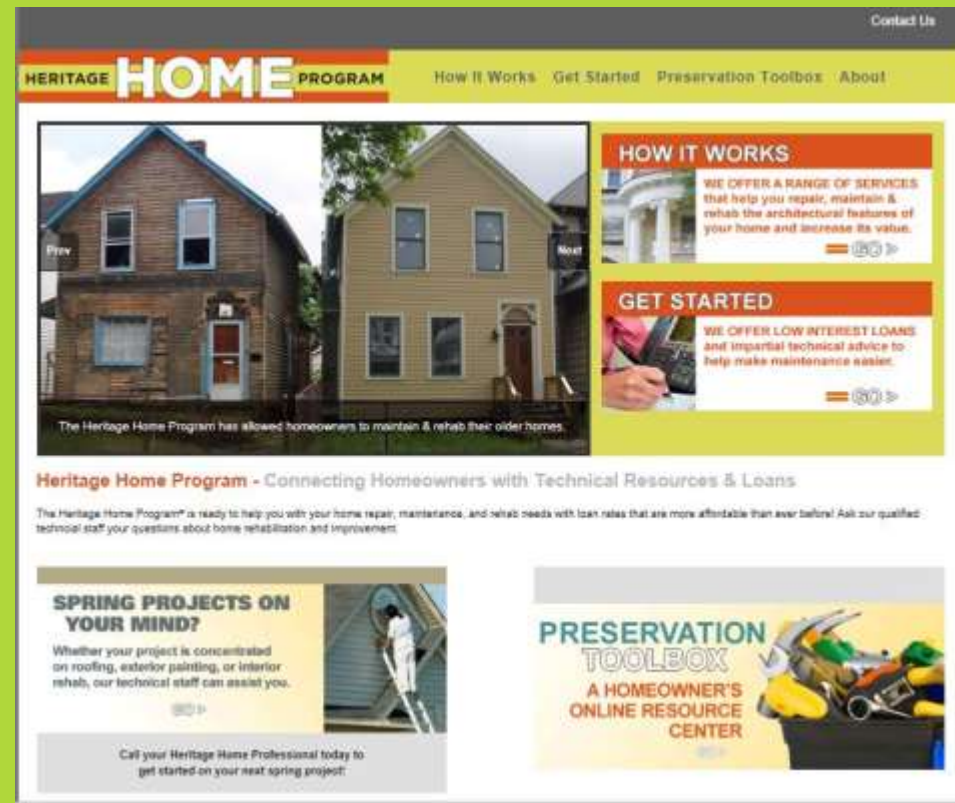 Contact Us
HERITAGE HOME PROGRAM
How It Works Get Started Preservation Toolbox About
Prev
Next
The Heritage Home Program has allowed homeowners to maintain & rehab their older homes.
HOW IT WORKS
WE OFFER A RANGE OF SERVICES
that help you repair, maintain &
rehab the architectural features of
your home and increase its value.
GO
GET STARTED
WE OFFER LOW INTEREST LOANS
and impartial technical advice to
help make maintenance easier.
GO
Heritage Home Program - Connecting Homeowners with Technical Resources & Loans
The Heritage Home Program® is ready to help you with your home repair, maintenance, and rehab needs with loan rates that are more affordable than ever before! Ask our qualified
technical staff your questions about home rehabilitation and improvement.
SPRING PROJECTS ON
YOUR MIND?
Whether your project is concentrated
on roofing, exterior painting, or interior
rehab, our technical staff can assist you.
GO
Call your Heritage Home Professional today to
get started on your next spring project!
PRESERVATION
TOOLBOX
A HOMEOWNER'S
ONLINE RESOURCE
CENTER
GO